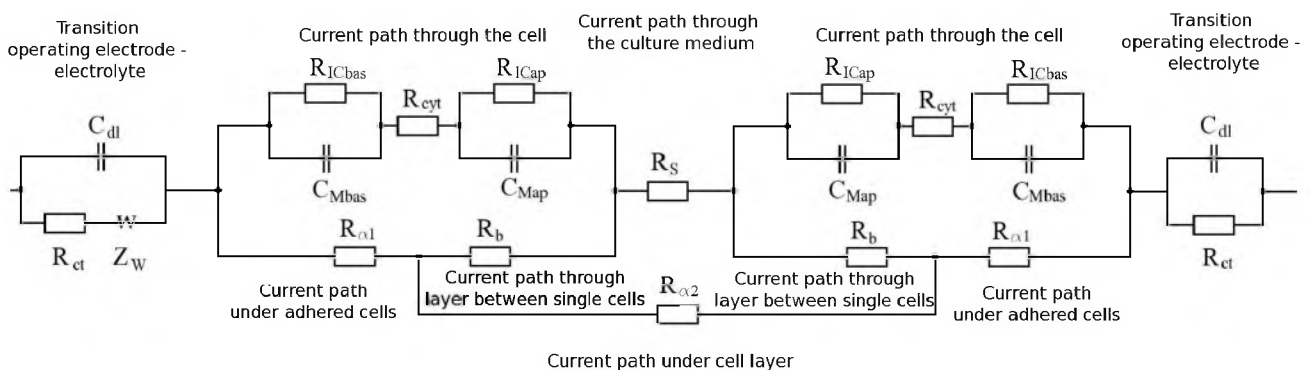 Transition
operating electrode -
electrolyte
Current path through the cell
Current path through
the culture medium
Current path through the cell
Transition
operating electrode -
electrolyte
R_ICbas
R_ICap
R_ICap
R_ICbas
R_cyt
R_cyt
C_dl
C_dl
R_S
C_Mbas
C_Map
C_Map
C_Mbas
W
R_ct
Z_W
R_α1
R_b
R_b
R_α1
R_ct
Current path
under adhered cells
Current path through
layer between single cells
R_α2
Current path through
layer between single cells
Current path
under adhered cells
Current path under cell layer